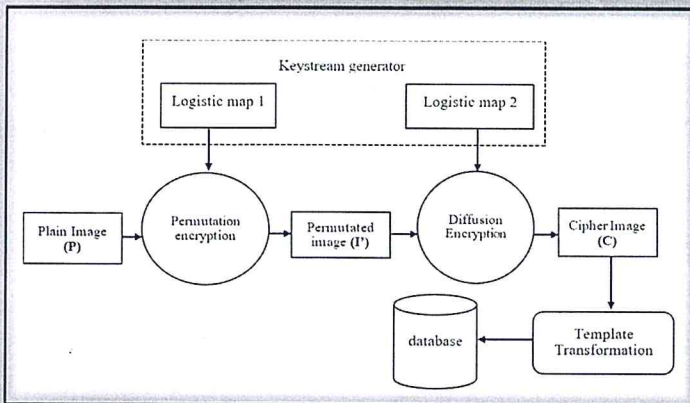 Keystream generator
Logistic map 1
Logistic map 2
Plain Image
(P)
Permutation
encryption
Permutated
image (I')
Diffusion
Encryption
Cipher Image
(C)
database
Template
Transformation